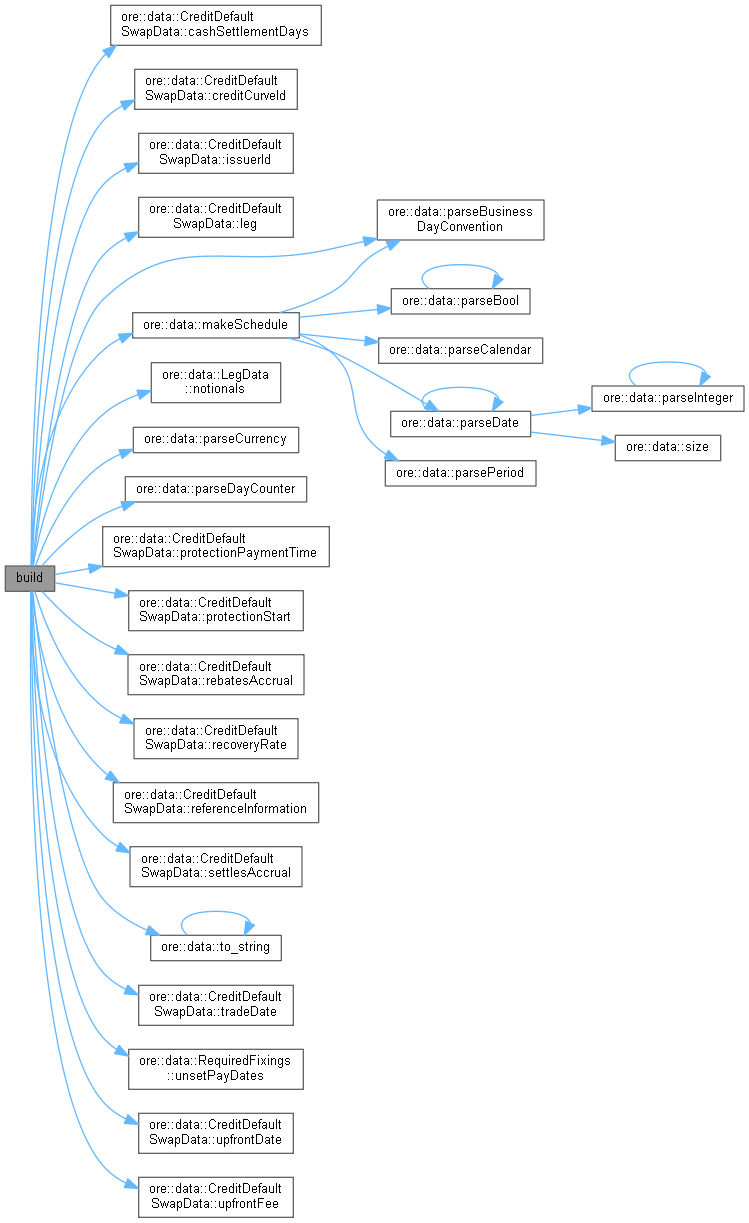 ore::data::CreditDefault
SwapData::cashSettlementDays
ore::data::CreditDefault
SwapData::creditCurveId
ore::data::CreditDefault
SwapData::issuerId
ore::data::CreditDefault
SwapData::leg
ore::data::parseBusiness
DayConvention
ore::data::parseBool
ore::data::makeSchedule
ore::data::parseCalendar
ore::data::LegData
::notionals
ore::data::parseInteger
ore::data::parseDate
ore::data::parseCurrency
ore::data::size
ore::data::parsePeriod
ore::data::parseDayCounter
ore::data::CreditDefault
SwapData::protectionPaymentTime
build
ore::data::CreditDefault
SwapData::protectionStart
ore::data::CreditDefault
SwapData::rebatesAccrual
ore::data::CreditDefault
SwapData::recoveryRate
ore::data::CreditDefault
SwapData::referenceInformation
ore::data::CreditDefault
SwapData::settlesAccrual
ore::data::to_string
ore::data::CreditDefault
SwapData::tradeDate
ore::data::RequiredFixings
::unsetPayDates
ore::data::CreditDefault
SwapData::upfrontDate
ore::data::CreditDefault
SwapData::upfrontFee